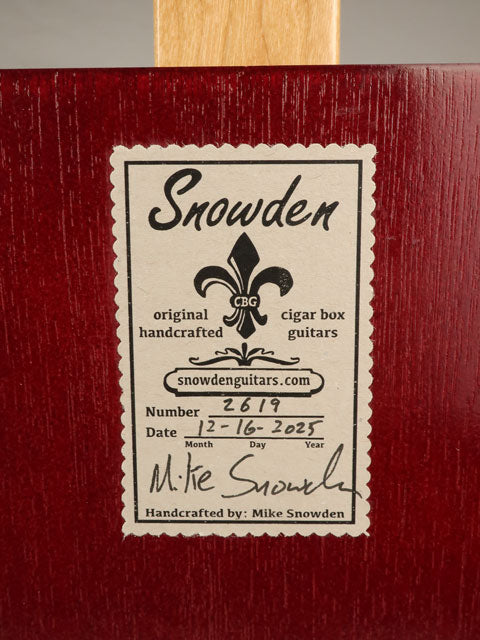 Snowden
CBG
original cigar box
handcrafted guitars
snowdenguitars.com
Number 2619
Date 12-16-2025
Month Day Year
Mike Snowden
Handcrafted by: Mike Snowden